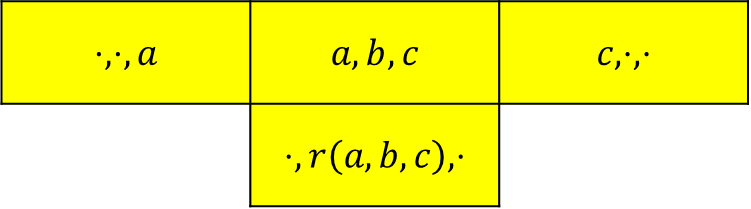 ·,·, a
a, b, c
c,·,·
·, r(a, b, c),·